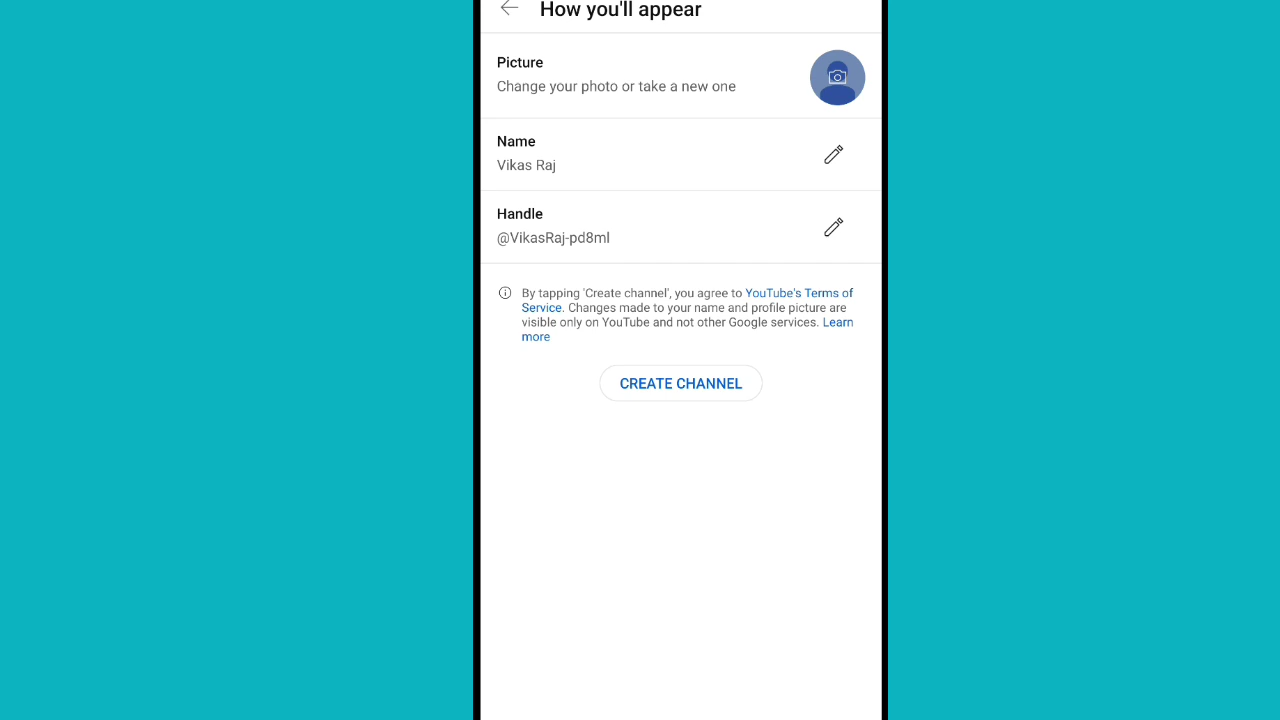 How you'll appear
Picture
Change your photo or take a new one
Name
Vikas Raj
Handle
@VikasRaj-pd8ml
By tapping 'Create channel', you agree to YouTube's Terms of
Service. Changes made to your name and profile picture are
visible only on YouTube and not other Google services. Learn
more
CREATE CHANNEL